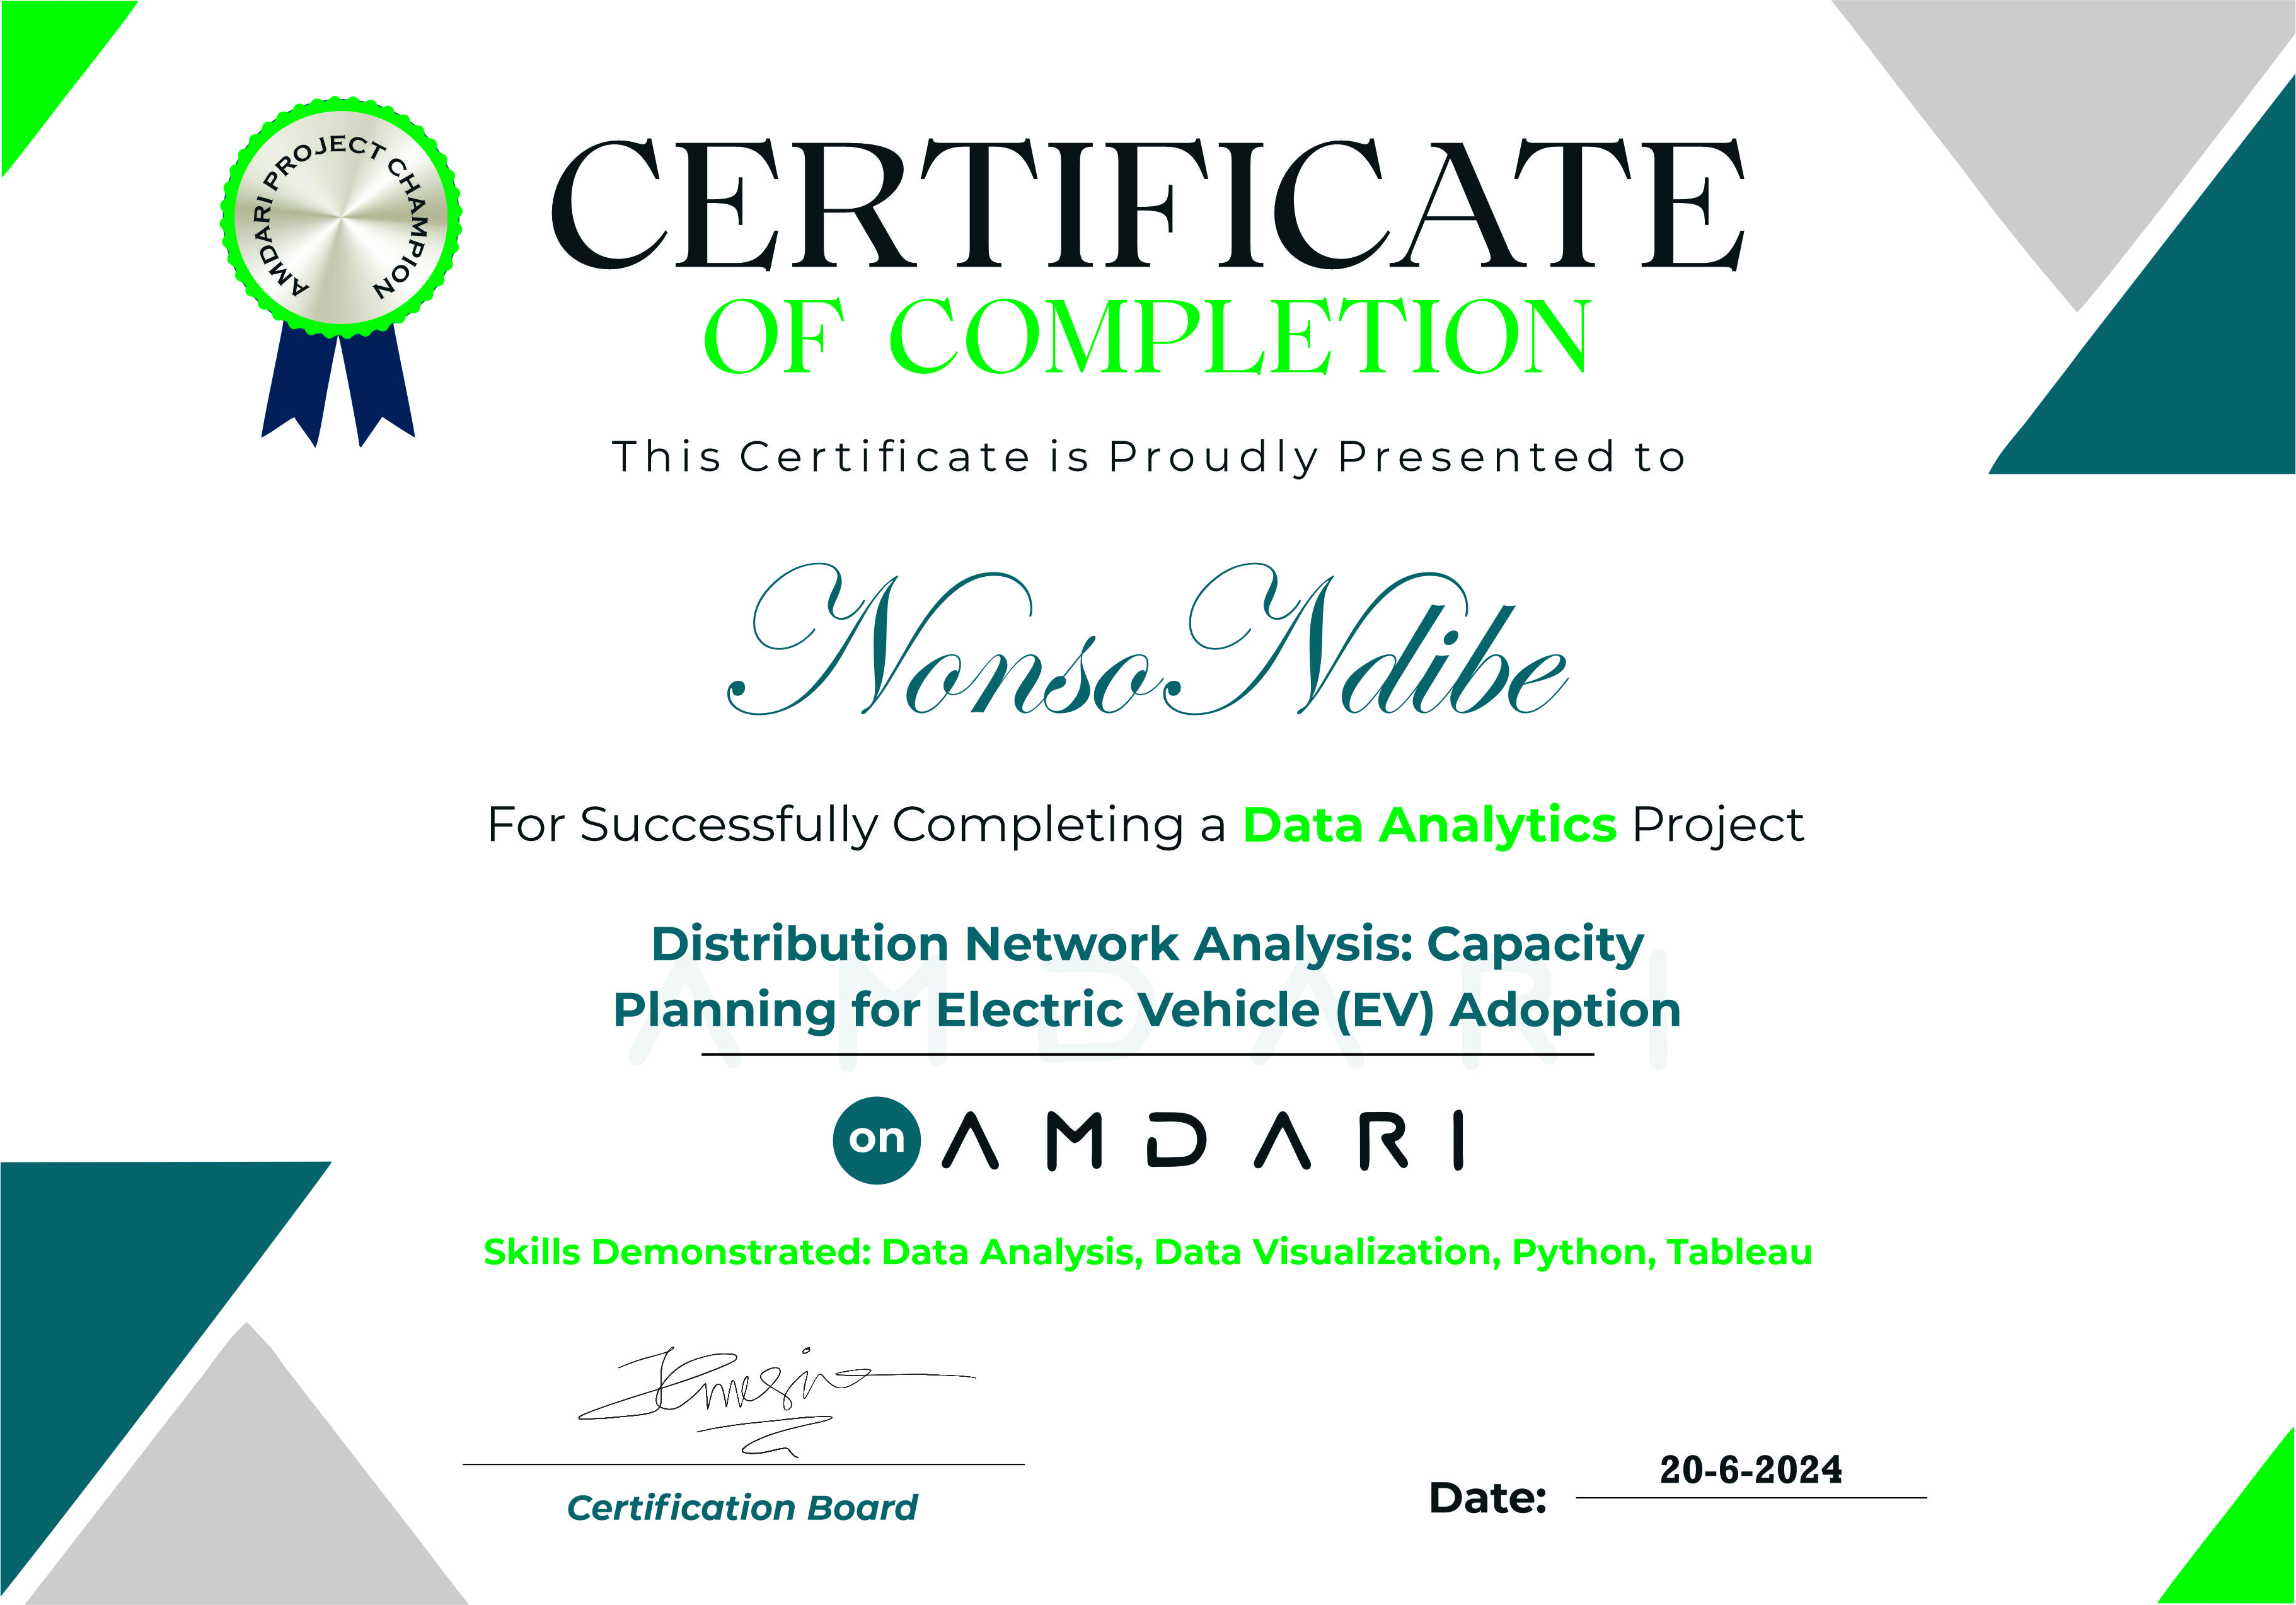 AMDARI PROJECT CHAMPION
CERTIFICATE
OF COMPLETION
This Certificate is Proudly Presented to
Nonso Ndibe
For Successfully Completing a Data Analytics Project
Distribution Network Analysis: Capacity
Planning for Electric Vehicle (EV) Adoption
AMDARI
on AMDARI
Skills Demonstrated: Data Analysis, Data Visualization, Python, Tableau
Certification Board
Date: 20-6-2024